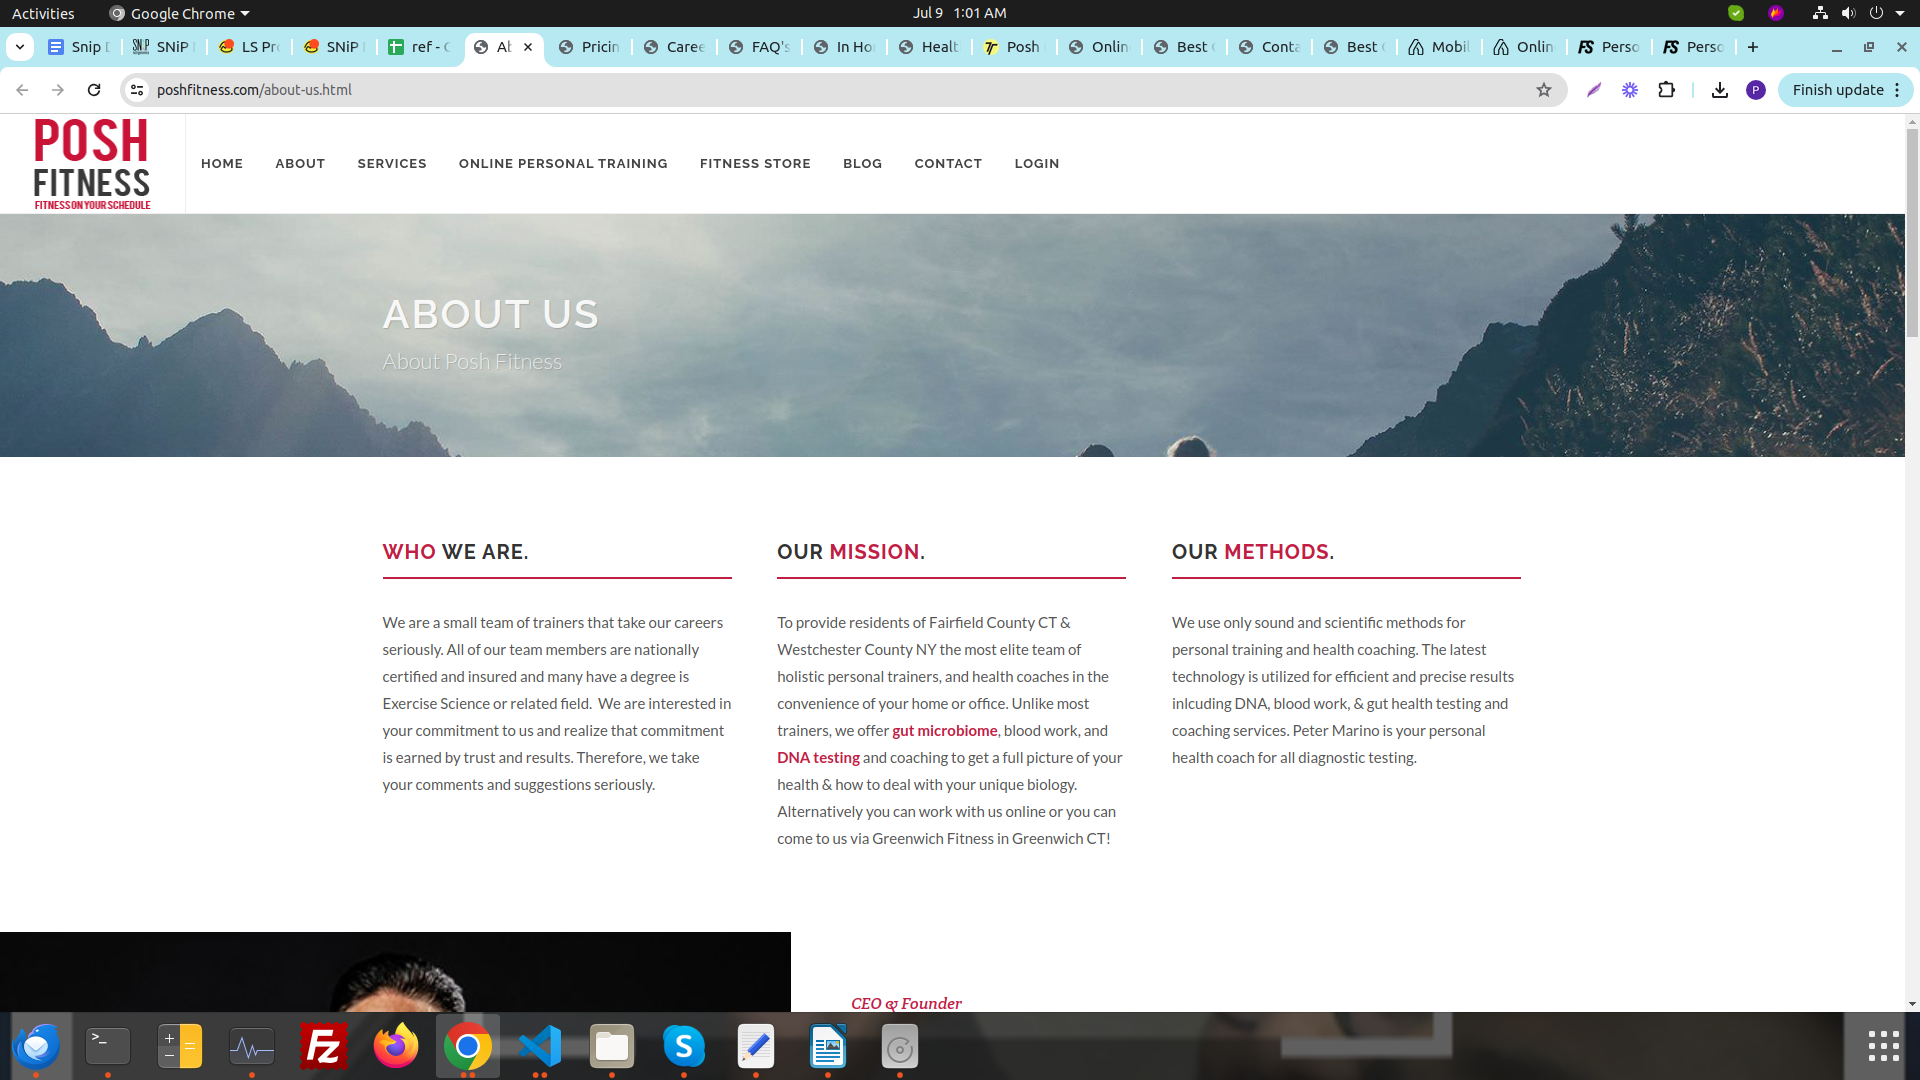 Activities
Google Chrome
Jul 9 1:01 AM
Snip
SNiP
LS Pr
SNiP
ref -
Ab
Pricin
Caree
FAQ's
In Ho
Healt
Posh
Onlin
Best
Conta
Best
Mobil
Onlin
Perso
Perso
poshfitness.com/about-us.html
P
Finish update
POSH
FITNESS
FITNESS ON YOUR SCHEDULE
HOME
ABOUT
SERVICES
ONLINE PERSONAL TRAINING
FITNESS STORE
BLOG
CONTACT
LOGIN
ABOUT US
About Posh Fitness
WHO WE ARE.
We are a small team of trainers that take our careers
seriously. All of our team members are nationally
certified and insured and many have a degree is
Exercise Science or related field. We are interested in
your commitment to us and realize that commitment
is earned by trust and results. Therefore, we take
your comments and suggestions seriously.
OUR MISSION.
To provide residents of Fairfield County CT &
Westchester County NY the most elite team of
holistic personal trainers, and health coaches in the
convenience of your home or office. Unlike most
trainers, we offer gut microbiome, blood work, and
DNA testing and coaching to get a full picture of your
health & how to deal with your unique biology.
Alternatively you can work with us online or you can
come to us via Greenwich Fitness in Greenwich CT!
OUR METHODS.
We use only sound and scientific methods for
personal training and health coaching. The latest
technology is utilized for efficient and precise results
inlcuding DNA, blood work, & gut health testing and
coaching services. Peter Marino is your personal
health coach for all diagnostic testing.
CEO & Founder